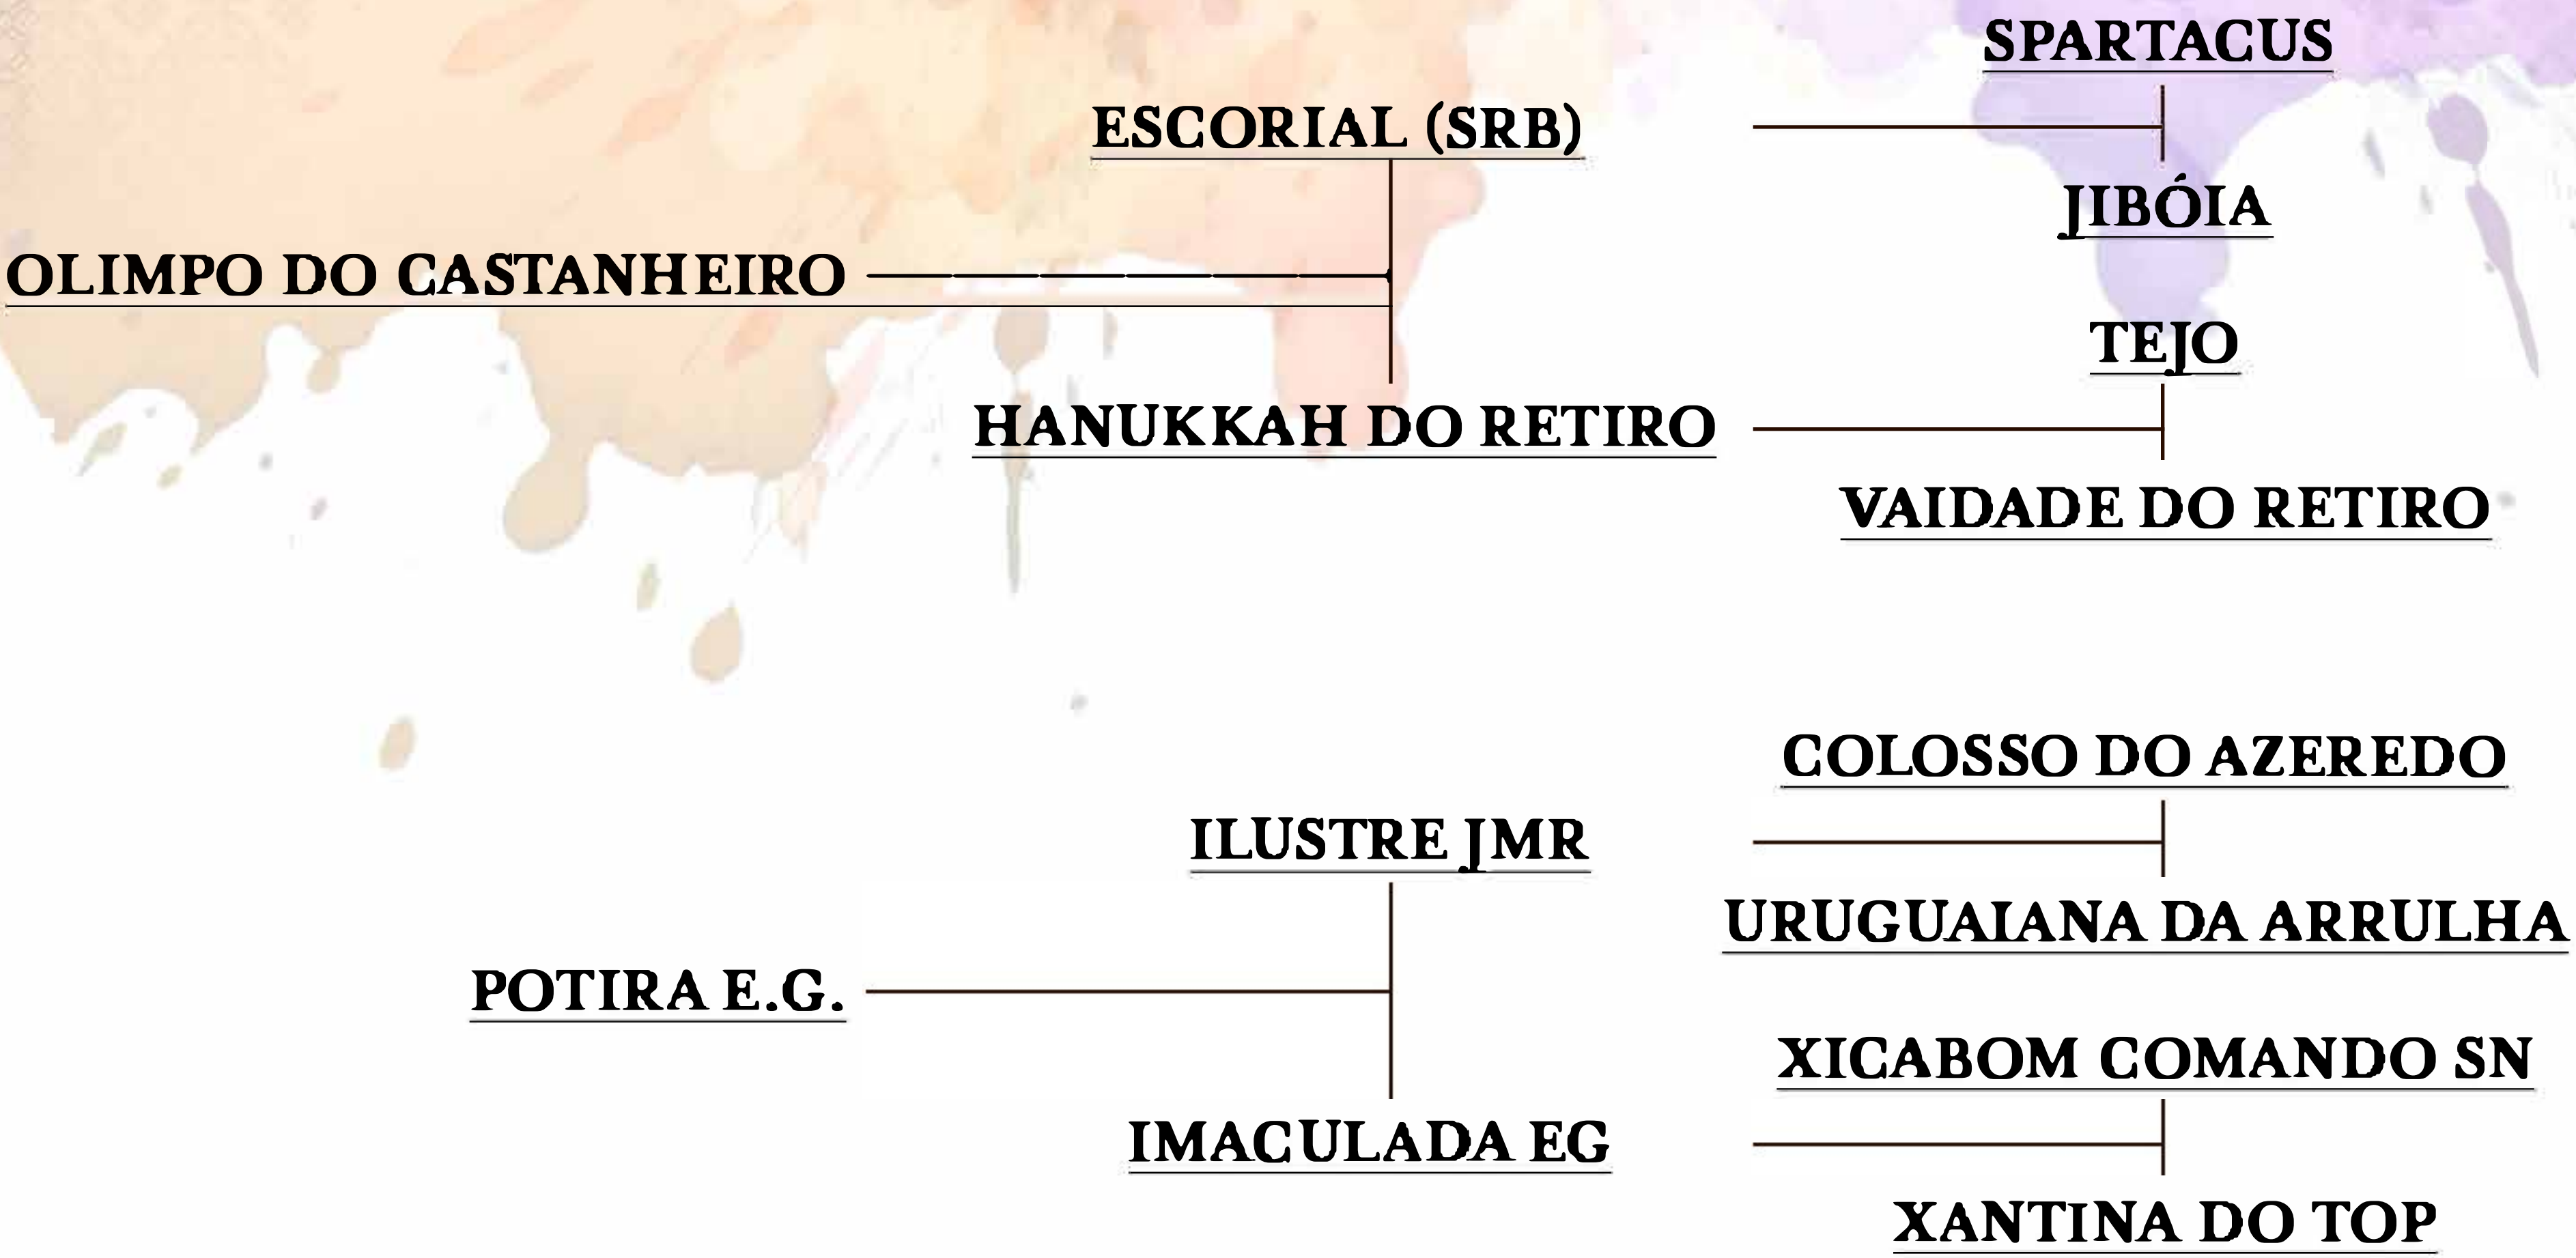 SPARTACUS
ESCORIAL (SRB)
JIBÓIA
OLIMPO DO CASTANHEIRO
TEJO
HANUKKAH DO RETIRO
VAIDADE DO RETIRO
COLOSSO DO AZEREDO
ILUSTRE JMR
URUGUAIANA DA ARRULHA
POTIRA E.G.
XICABOM COMANDO SN
IMACULADA EG
XANTINA DO TOP